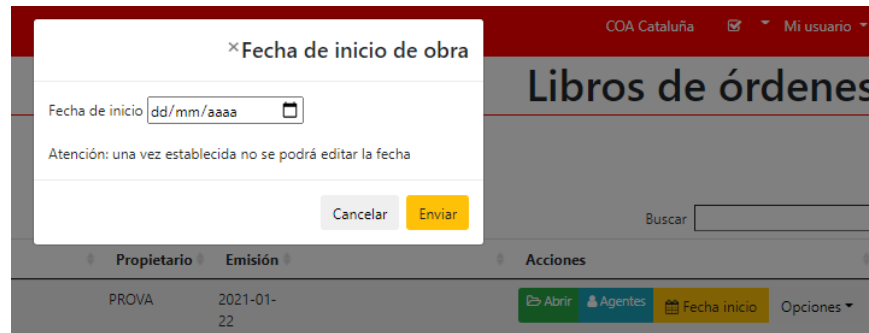 COA Cataluña Mi usuario
×Fecha de inicio de obra
Libros de órdenes
Fecha de inicio dd/mm/aaaa
Atención: una vez establecida no se podrá editar la fecha
Cancelar Enviar
Buscar
Propietario Emisión Acciones
PROVA 2021-01-
22
Abrir Agentes Fecha inicio Opciones